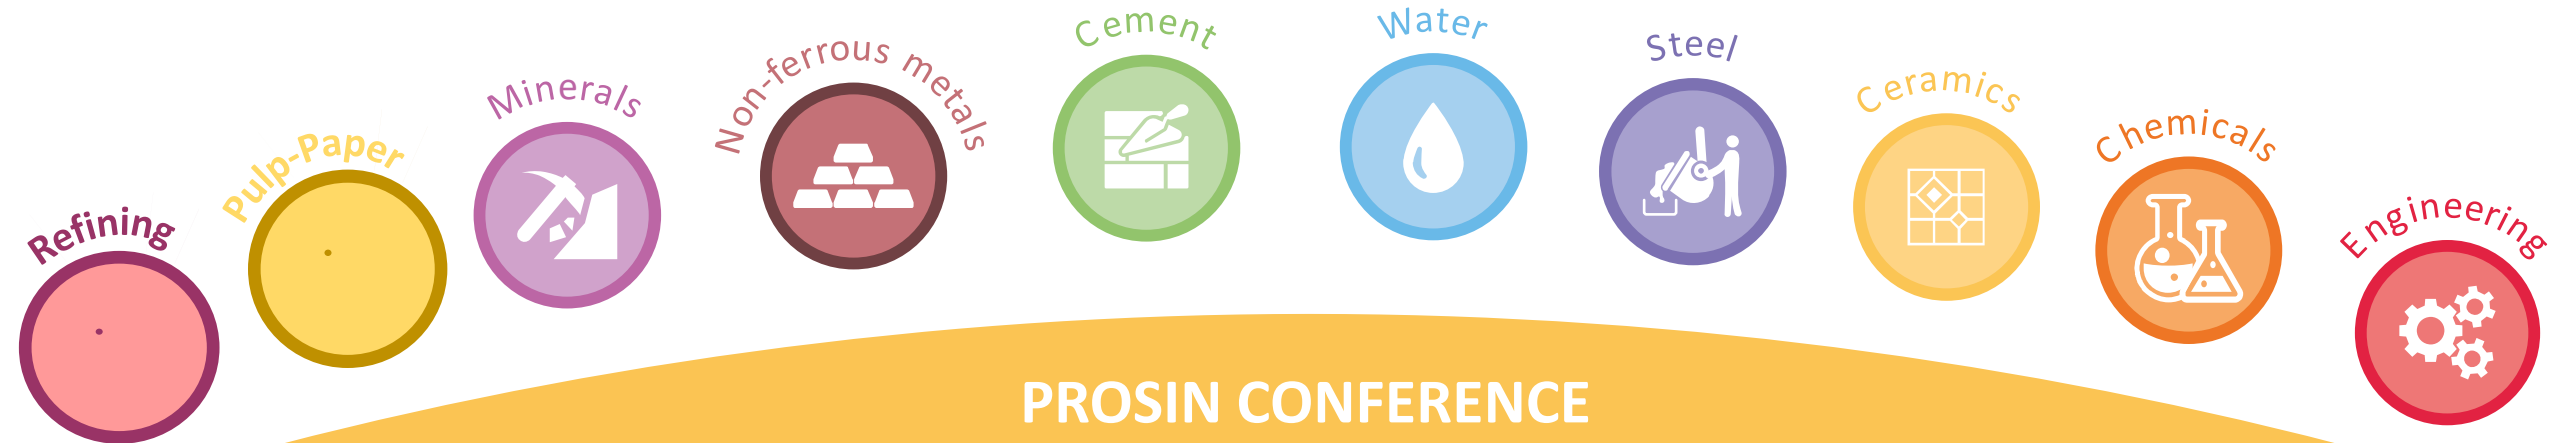 Refining
Pulp-Paper
Minerals
Non-ferrous metals
Cement
Water
Steel
Ceramics
Chemicals
Engineering
PROSIN CONFERENCE